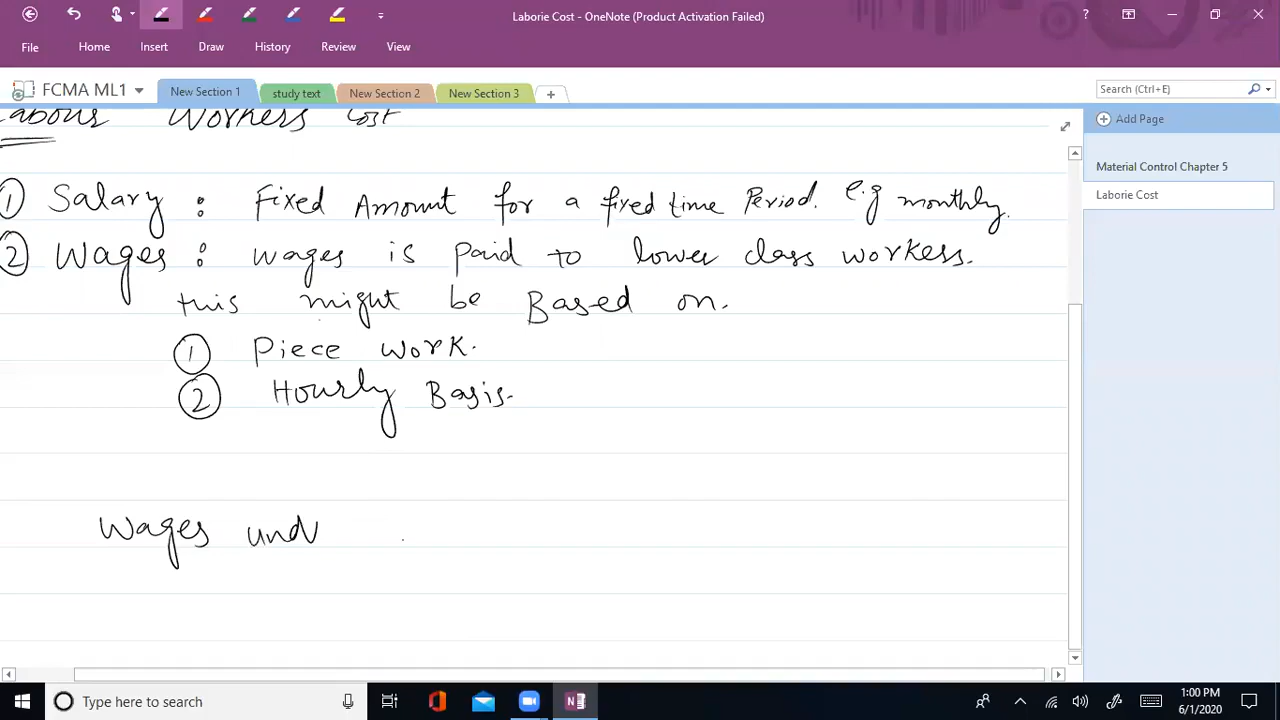 Laborie Cost - OneNote (Product Activation Failed)
File Home Insert Draw History Review View
FCMA ML1 New Section 1 study text New Section 2 New Section 3
Search (Ctrl+E)
Add Page
Material Control Chapter 5
Laborie Cost
abour Workers Cost
1 Salary : Fixed Amount for a fixed time Period. e.g monthly.
2 Wages : wages is paid to lower class workess.
this might be Based on.
1 Piece work.
2 Hourly Basis.
Wages und
Type here to search
1:00 PM
6/1/2020